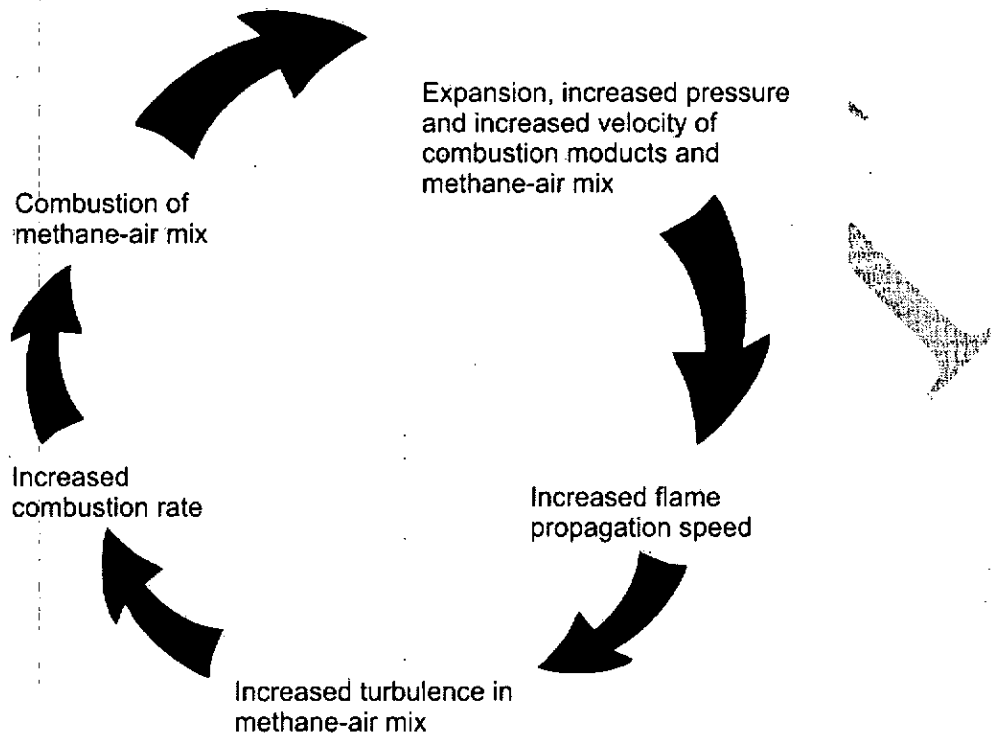 Expansion, increased pressure
and increased velocity of
combustion moducts and
methane-air mix
Increased flame
propagation speed
Increased turbulence in
methane-air mix
Increased
combustion rate
Combustion of
methane-air mix